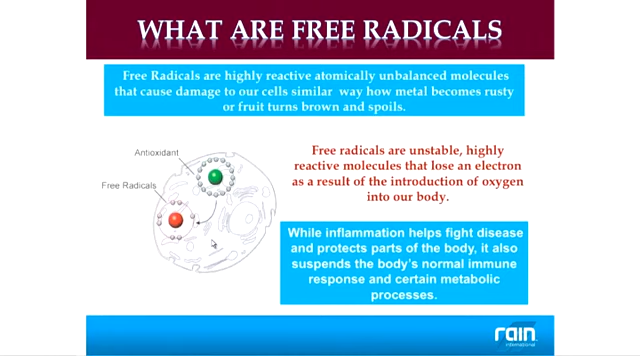 WHAT ARE FREE RADICALS
Free Radicals are highly reactive atomically unbalanced molecules
that cause damage to our cells similar way how metal becomes rusty
or fruit turns brown and spoils.
Antioxidant
Free Radicals
Free radicals are unstable, highly
reactive molecules that lose an electron
as a result of the introduction of oxygen
into our body.
While inflammation helps fight disease
and protects parts of the body, it also
suspends the body's normal immune
response and certain metabolic
processes.
rain
international